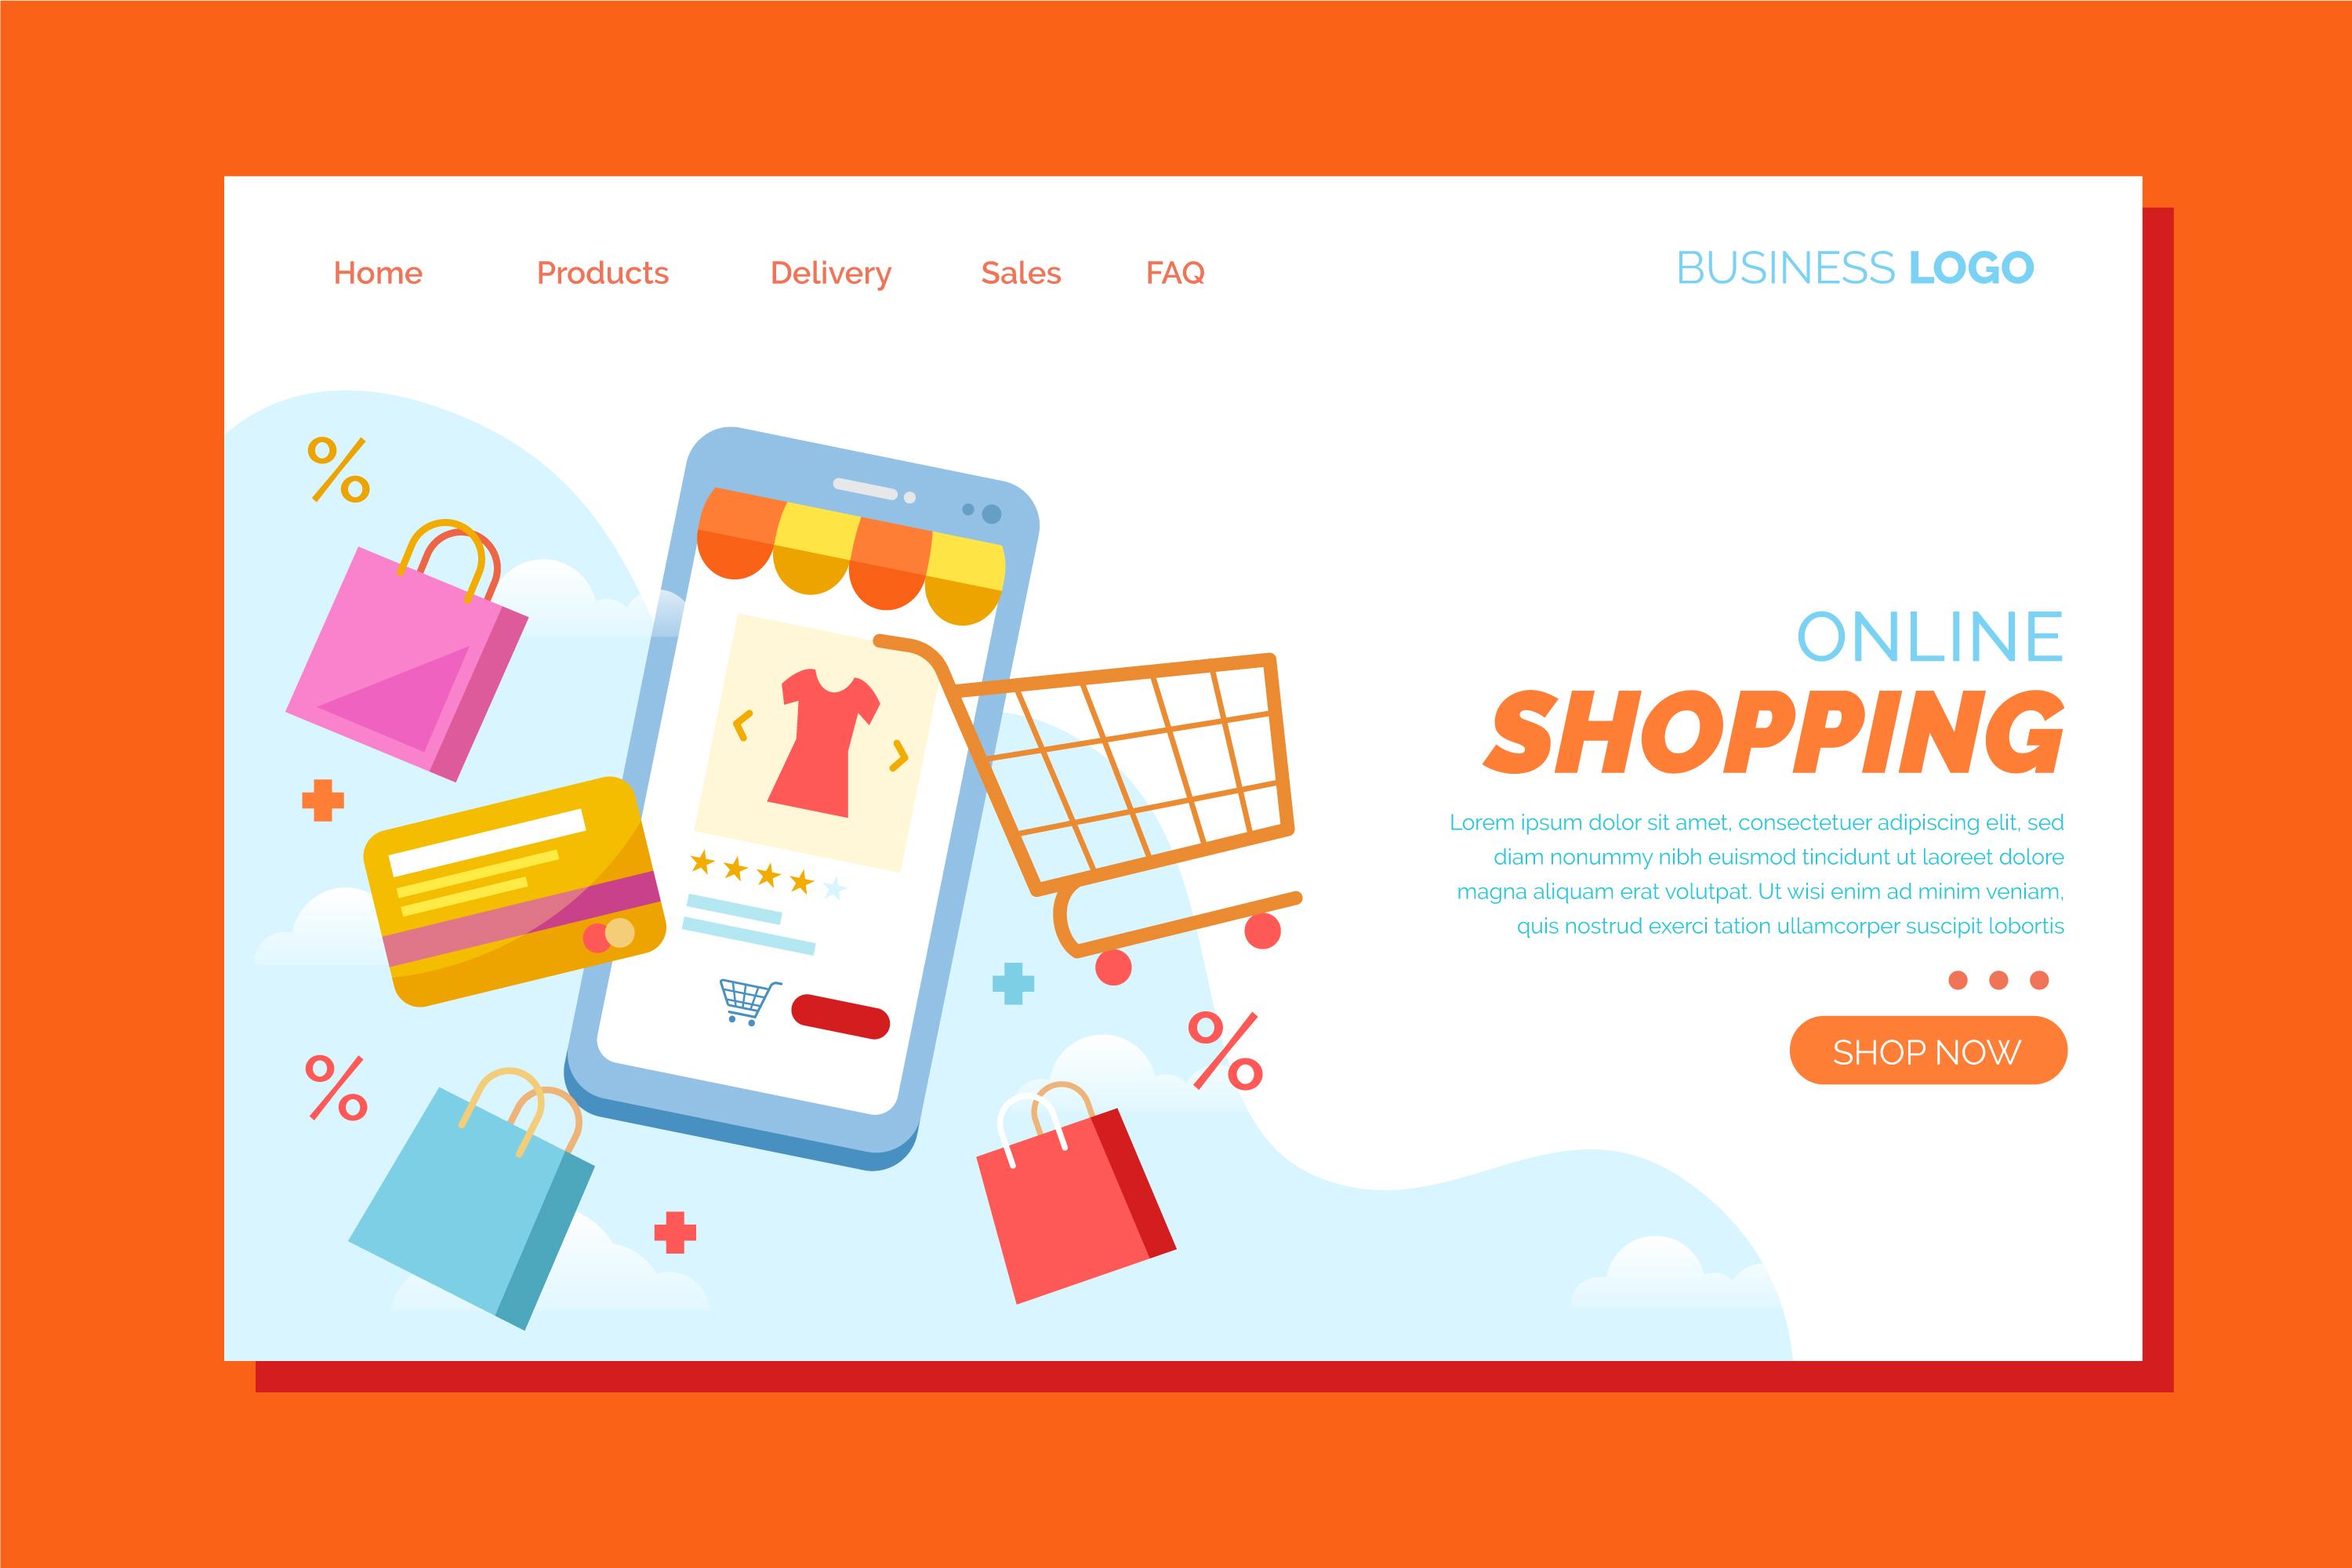 Home Products Delivery Sales FAQ BUSINESS LOGO
%
ONLINE
SHOPPING
Lorem ipsum dolor sit amet, consectetuer adipiscing elit, sed
diam nonummy nibh euismod tincidunt ut laoreet dolore
magna aliquam erat volutpat. Ut wisi enim ad minim veniam,
quis nostrud exerci tation ullamcorper suscipit lobortis
SHOP NOW
%
%